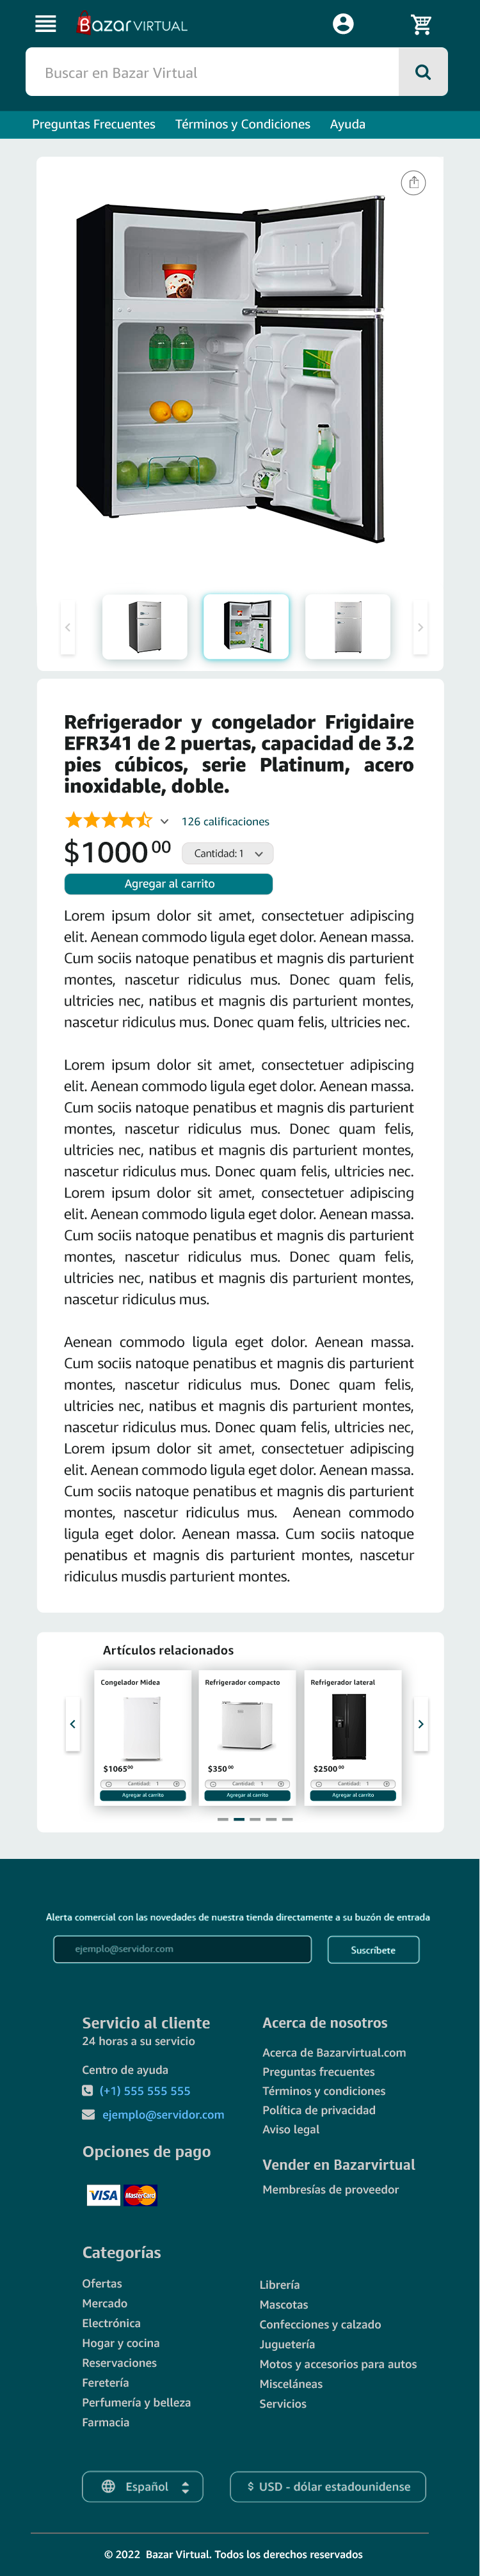 Bazar VIRTUAL
Buscar en Bazar Virtual
Preguntas Frecuentes Términos y Condiciones Ayuda
Refrigerador y congelador Frigidaire
EFR341 de 2 puertas, capacidad de 3.2
pies cúbicos, serie Platinum, acero
inoxidable, doble.
126 calificaciones
$1000 00 Cantidad: 1
Agregar al carrito
Lorem ipsum dolor sit amet, consectetuer adipiscing
elit. Aenean commodo ligula eget dolor. Aenean massa.
Cum sociis natoque penatibus et magnis dis parturient
montes, nascetur ridiculus mus. Donec quam felis,
ultricies nec, natibus et magnis dis parturient montes,
nascetur ridiculus mus. Donec quam felis, ultricies nec.
Lorem ipsum dolor sit amet, consectetuer adipiscing
elit. Aenean commodo ligula eget dolor. Aenean massa.
Cum sociis natoque penatibus et magnis dis parturient
montes, nascetur ridiculus mus. Donec quam felis,
ultricies nec, natibus et magnis dis parturient montes,
nascetur ridiculus mus. Donec quam felis, ultricies nec.
Lorem ipsum dolor sit amet, consectetuer adipiscing
elit. Aenean commodo ligula eget dolor. Aenean massa.
Cum sociis natoque penatibus et magnis dis parturient
montes, nascetur ridiculus mus. Donec quam felis,
ultricies nec, natibus et magnis dis parturient montes,
nascetur ridiculus mus.
Aenean commodo ligula eget dolor. Aenean massa.
Cum sociis natoque penatibus et magnis dis parturient
montes, nascetur ridiculus mus. Donec quam felis,
ultricies nec, natibus et magnis dis parturient montes,
nascetur ridiculus mus. Donec quam felis, ultricies nec,
Lorem ipsum dolor sit amet, consectetuer adipiscing
elit. Aenean commodo ligula eget dolor. Aenean massa.
Cum sociis natoque penatibus et magnis dis parturient
montes, nascetur ridiculus mus. Aenean commodo
ligula eget dolor. Aenean massa. Cum sociis natoque
penatibus et magnis dis parturient montes, nascetur
ridiculus musdis parturient montes.
Artículos relacionados
Congelador Midea
$1065 00
Cantidad: 1
Agregar al carrito
Refrigerador compacto
$350 00
Cantidad: 1
Agregar al carrito
Refrigerador lateral
$2500 00
Cantidad: 1
Agregar al carrito
Alerta comercial con las novedades de nuestra tienda directamente a su buzón de entrada
ejemplo@servidor.com Suscríbete
Servicio al cliente
24 horas a su servicio
Centro de ayuda
(+1) 555 555 555
ejemplo@servidor.com
Opciones de pago
VISA MasterCard
Acerca de nosotros
Acerca de Bazarvirtual.com
Preguntas frecuentes
Términos y condiciones
Política de privacidad
Aviso legal
Vender en Bazarvirtual
Membresías de proveedor
Categorías
Ofertas
Mercado
Electrónica
Hogar y cocina
Reservaciones
Feretería
Perfumería y belleza
Farmacia
Librería
Mascotas
Confecciones y calzado
Juguetería
Motos y accesorios para autos
Misceláneas
Servicios
Español
$ USD - dólar estadounidense
© 2022 Bazar Virtual. Todos los derechos reservados